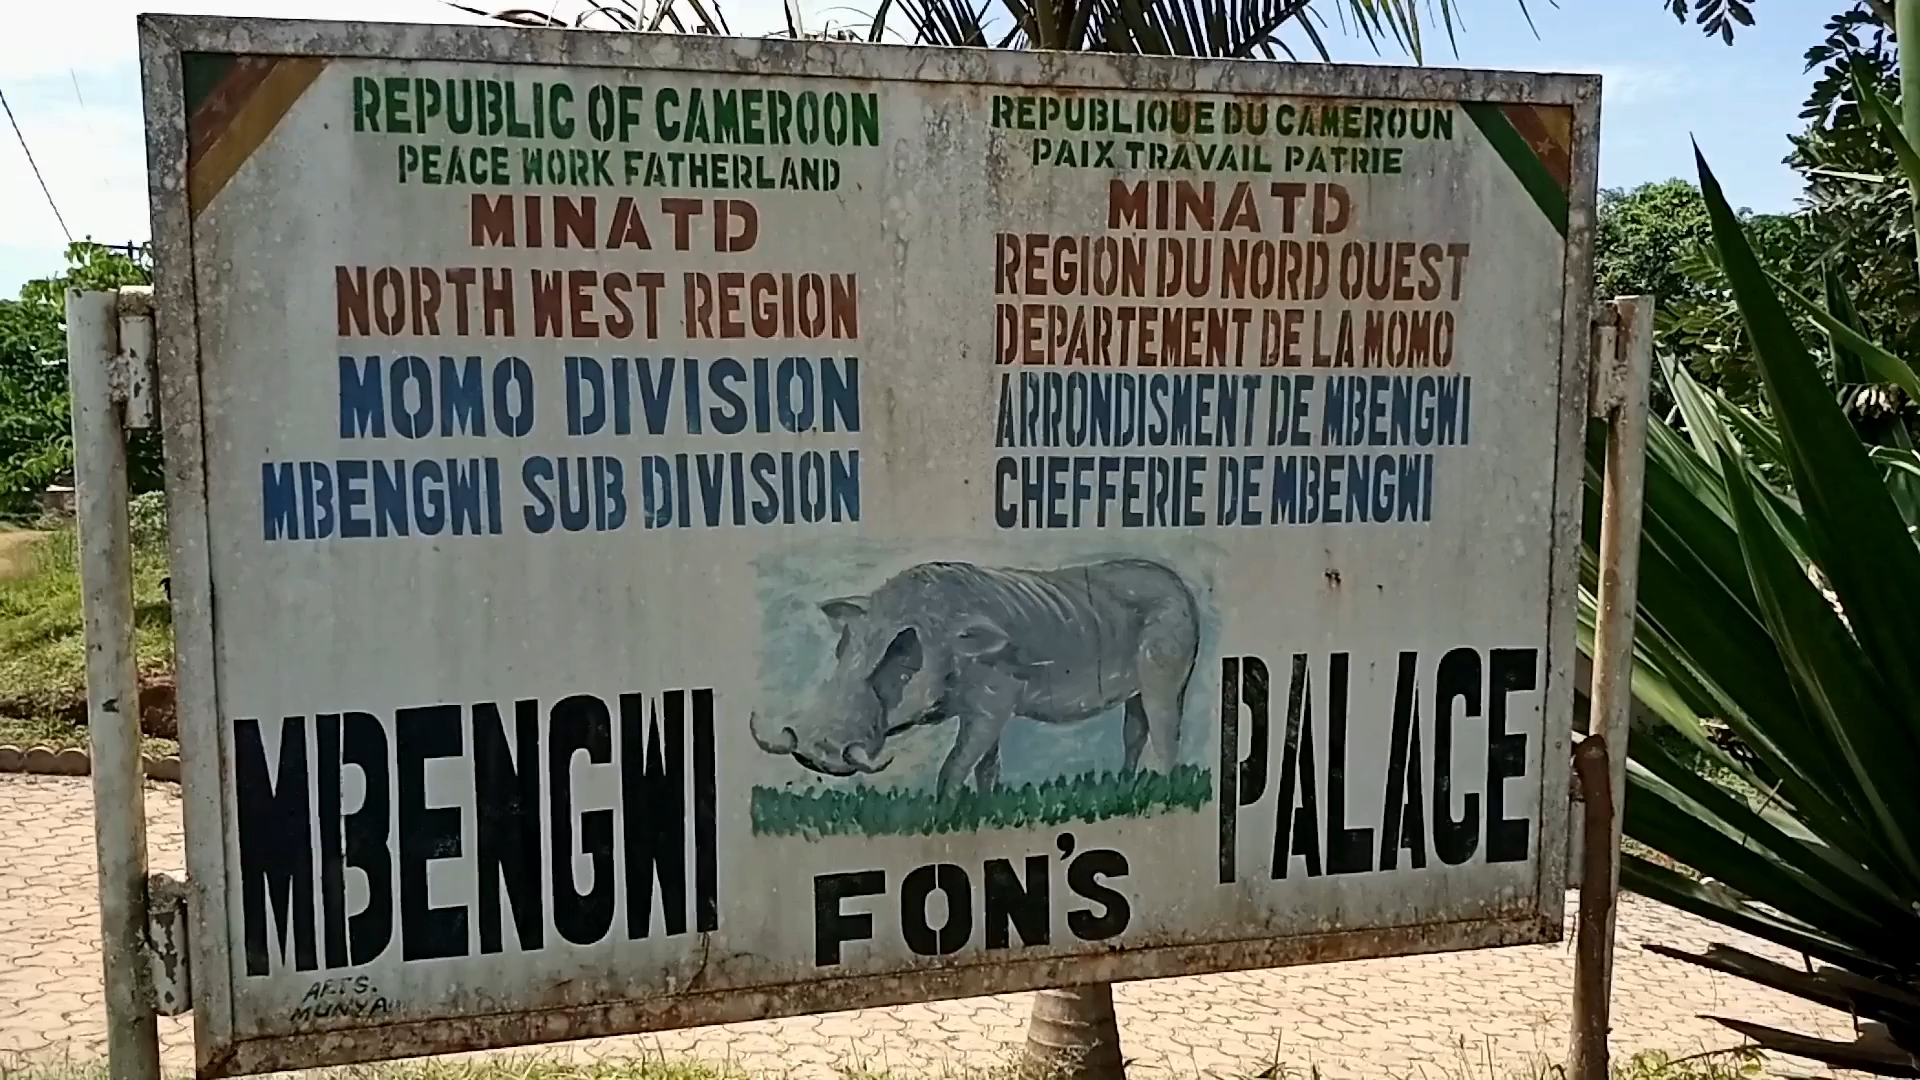 REPUBLIC OF CAMEROON
PEACE WORK FATHERLAND
MINATD
NORTH WEST REGION
MOMO DIVISION
MBENGWI SUB DIVISION
REPUBLIQUE DU CAMEROUN
PAIX TRAVAIL PATRIE
MINATD
REGION DU NORD OUEST
DEPARTEMENT DE LA MOMO
ARRONDISMENT DE MBENGWI
CHEFFERIE DE MBENGWI
MBENGWI
FON'S
PALACE
ARTS.
MUNYA